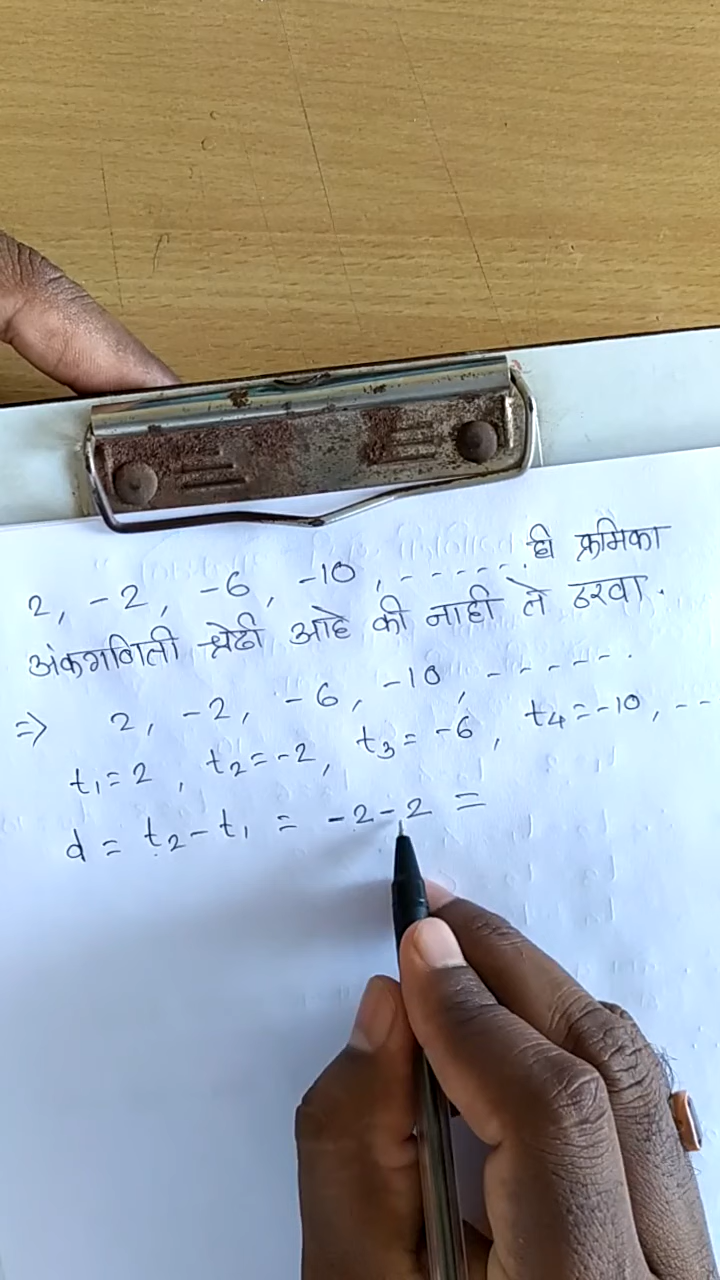 2, -2, -6, -10, - - - - - - . ही क्रमिका
अंकगणिती श्रेढी आहे की नाही ते ठरवा.
=> 2, -2, -6, -10, - - - - - - .
t₁=2, t₂=-2, t₃=-6, t₄=-10, - -
d = t₂-t₁ = -2-2 =